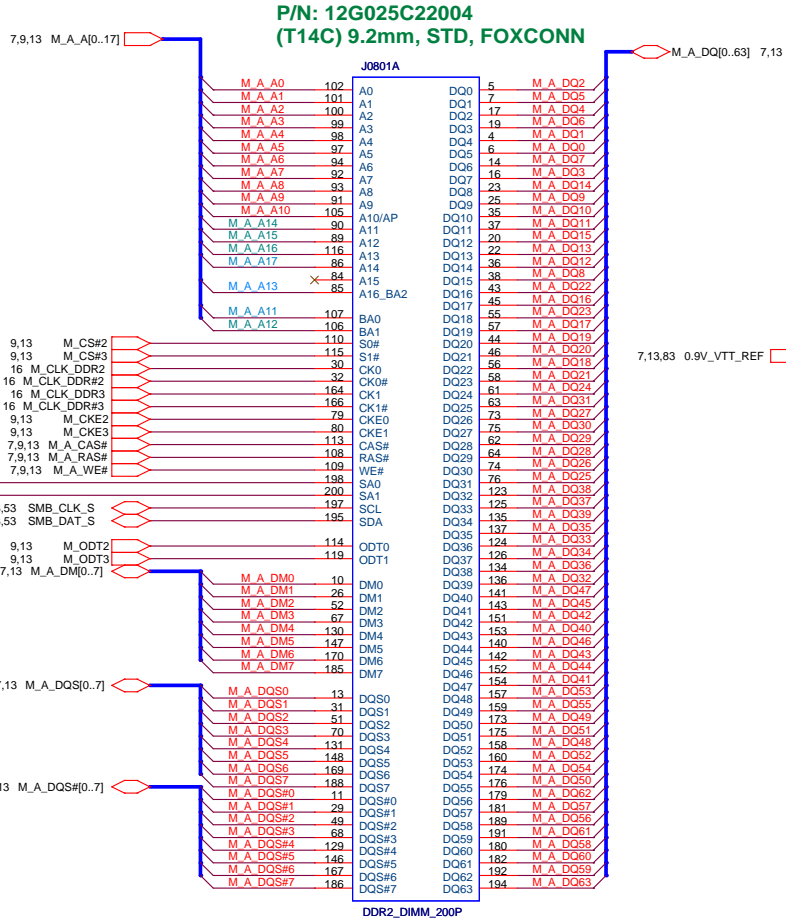 P/N: 12G025C22004
(T14C) 9.2mm, STD, FOXCONN
7,9,13 M_A_A[0..17]
M_A_DQ[0..63] 7,13
J0801A
M_A_A0 102 A0 DQ0 5 M_A_DQ2
M_A_A1 101 A1 DQ1 7 M_A_DQ5
M_A_A2 100 A2 DQ2 17 M_A_DQ4
M_A_A3 99 A3 DQ3 19 M_A_DQ6
M_A_A4 98 A4 DQ4 4 M_A_DQ1
M_A_A5 97 A5 DQ5 6 M_A_DQ0
M_A_A6 94 A6 DQ6 14 M_A_DQ7
M_A_A7 92 A7 DQ7 16 M_A_DQ3
M_A_A8 93 A8 DQ8 23 M_A_DQ14
M_A_A9 91 A9 DQ9 25 M_A_DQ9
M_A_A10 105 A10/AP DQ10 35 M_A_DQ10
M_A_A14 90 A11 DQ11 37 M_A_DQ11
M_A_A15 89 A12 DQ12 20 M_A_DQ15
M_A_A16 116 A13 DQ13 22 M_A_DQ13
M_A_A17 86 A14 DQ14 36 M_A_DQ12
84 A15 DQ15 38 M_A_DQ8
M_A_A13 85 A16_BA2 DQ16 43 M_A_DQ22
DQ17 45 M_A_DQ16
M_A_A11 107 BA0 DQ18 55 M_A_DQ23
M_A_A12 106 BA1 DQ19 57 M_A_DQ17
9,13 M_CS#2 110 S0# DQ20 44 M_A_DQ19
9,13 M_CS#3 115 S1# DQ21 46 M_A_DQ20
16 M_CLK_DDR2 30 CK0 DQ22 56 M_A_DQ18
16 M_CLK_DDR#2 32 CK0# DQ23 58 M_A_DQ21
16 M_CLK_DDR3 164 CK1 DQ24 61 M_A_DQ24
16 M_CLK_DDR#3 166 CK1# DQ25 63 M_A_DQ31
9,13 M_CKE2 79 CKE0 DQ26 73 M_A_DQ27
9,13 M_CKE3 80 CKE1 DQ27 75 M_A_DQ30
7,9,13 M_A_CAS# 113 CAS# DQ28 62 M_A_DQ29
7,9,13 M_A_RAS# 108 RAS# DQ29 64 M_A_DQ28
7,9,13 M_A_WE# 109 WE# DQ30 74 M_A_DQ26
198 SA0 DQ31 76 M_A_DQ25
200 SA1 DQ32 123 M_A_DQ38
,53 SMB_CLK_S 197 SCL DQ33 125 M_A_DQ37
,53 SMB_DAT_S 195 SDA DQ34 135 M_A_DQ39
DQ35 137 M_A_DQ35
9,13 M_ODT2 114 ODT0 DQ36 124 M_A_DQ33
9,13 M_ODT3 119 ODT1 DQ37 126 M_A_DQ34
7,13 M_A_DM[0..7] DQ38 134 M_A_DQ36
M_A_DM0 10 DM0 DQ39 136 M_A_DQ32
M_A_DM1 26 DM1 DQ40 141 M_A_DQ47
M_A_DM2 52 DM2 DQ41 143 M_A_DQ45
M_A_DM3 67 DM3 DQ42 151 M_A_DQ42
M_A_DM4 130 DM4 DQ43 153 M_A_DQ40
M_A_DM5 147 DM5 DQ44 140 M_A_DQ46
M_A_DM6 170 DM6 DQ45 142 M_A_DQ43
M_A_DM7 185 DM7 DQ46 152 M_A_DQ44
,13 M_A_DQS[0..7] DQ47 154 M_A_DQ41
M_A_DQS0 13 DQS0 DQ48 157 M_A_DQ53
M_A_DQS1 31 DQS1 DQ49 159 M_A_DQ55
M_A_DQS2 51 DQS2 DQ50 173 M_A_DQ49
M_A_DQS3 70 DQS3 DQ51 175 M_A_DQ51
M_A_DQS4 131 DQS4 DQ52 158 M_A_DQ48
M_A_DQS5 148 DQS5 DQ53 160 M_A_DQ52
M_A_DQS6 169 DQS6 DQ54 174 M_A_DQ54
M_A_DQS7 188 DQS7 DQ55 176 M_A_DQ50
13 M_A_DQS#[0..7]
M_A_DQS#0 11 DQS#0 DQ56 179 M_A_DQ62
M_A_DQS#1 29 DQS#1 DQ57 181 M_A_DQ57
M_A_DQS#2 49 DQS#2 DQ58 189 M_A_DQ56
M_A_DQS#3 68 DQS#3 DQ59 191 M_A_DQ61
M_A_DQS#4 129 DQS#4 DQ60 180 M_A_DQ58
M_A_DQS#5 146 DQS#5 DQ61 182 M_A_DQ60
M_A_DQS#6 167 DQS#6 DQ62 192 M_A_DQ59
M_A_DQS#7 186 DQS#7 DQ63 194 M_A_DQ63
7,13,83 0.9V_VTT_REF
DDR2_DIMM_200P